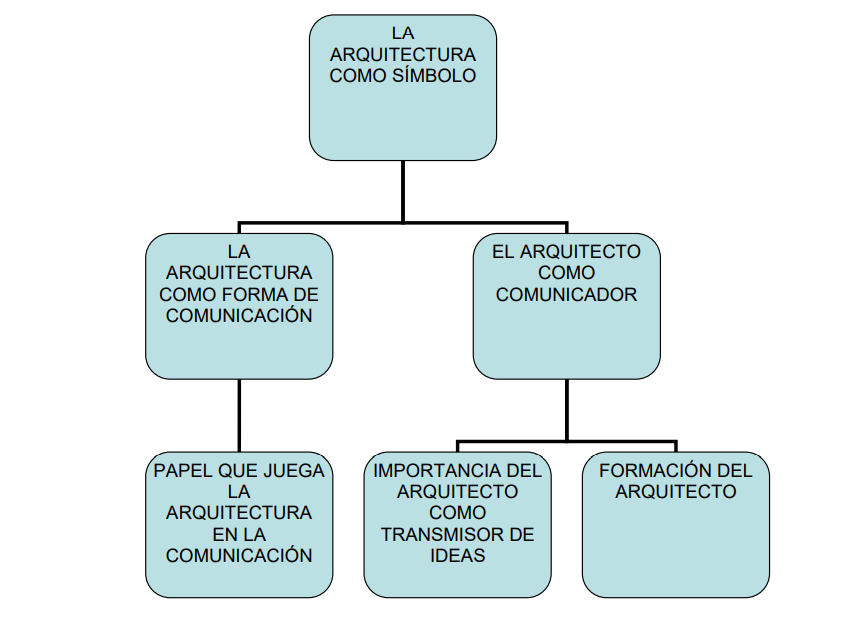 LA
ARQUITECTURA
COMO SÍMBOLO
LA
ARQUITECTURA
COMO FORMA DE
COMUNICACIÓN
EL ARQUITECTO
COMO
COMUNICADOR
PAPEL QUE JUEGA
LA
ARQUITECTURA
EN LA
COMUNICACIÓN
IMPORTANCIA DEL
ARQUITECTO
COMO
TRANSMISOR DE
IDEAS
FORMACIÓN DEL
ARQUITECTO